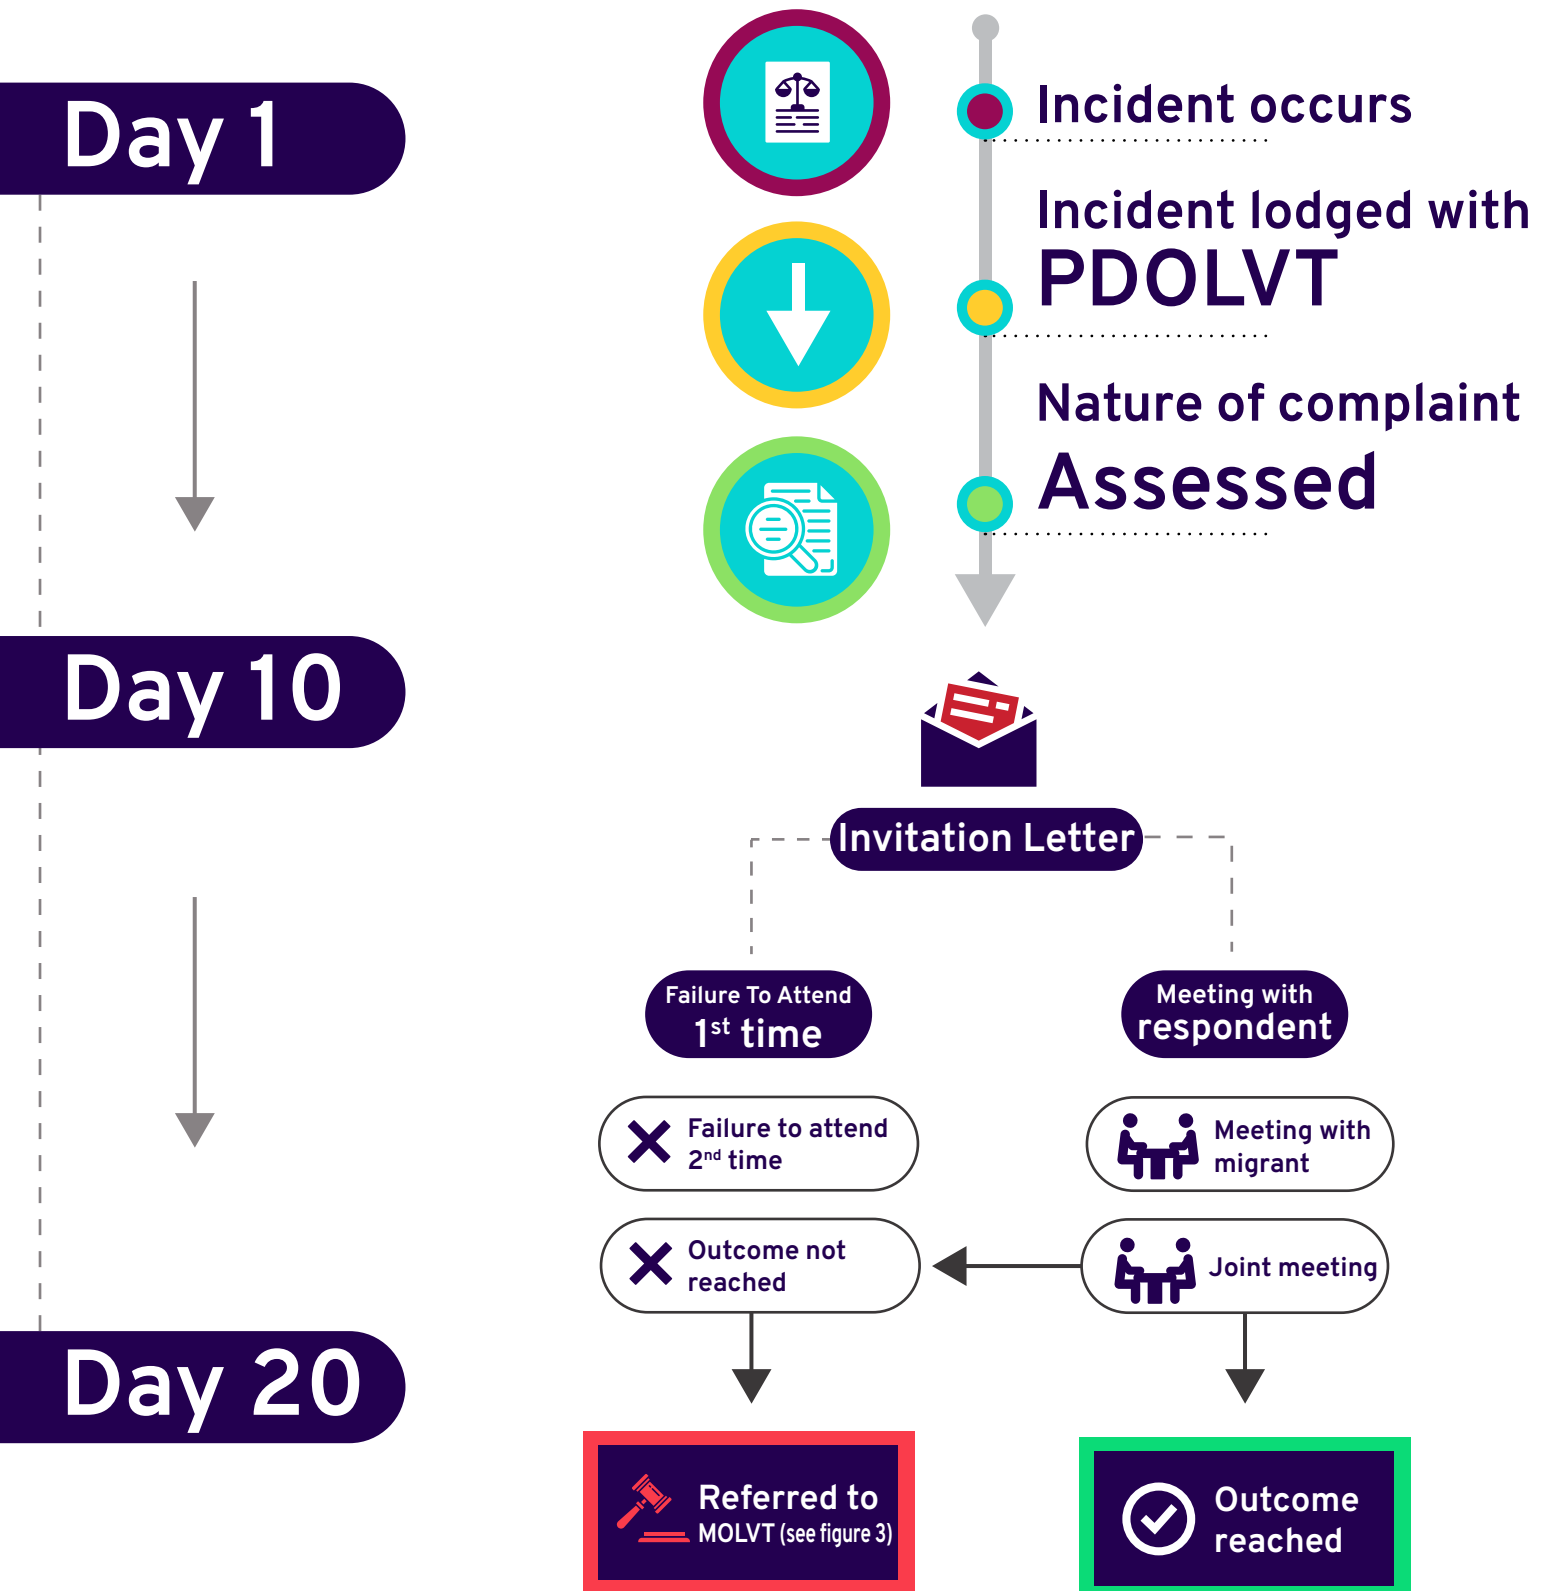 Day 1
Incident occurs
Incident lodged with
PDOLVT
Nature of complaint
Assessed
Day 10
Invitation Letter
Failure To Attend
1st time
Meeting with
respondent
Failure to attend
2nd time
Meeting with
migrant
Outcome not
reached
Joint meeting
Day 20
Referred to
MOLVT (see figure 3)
Outcome
reached